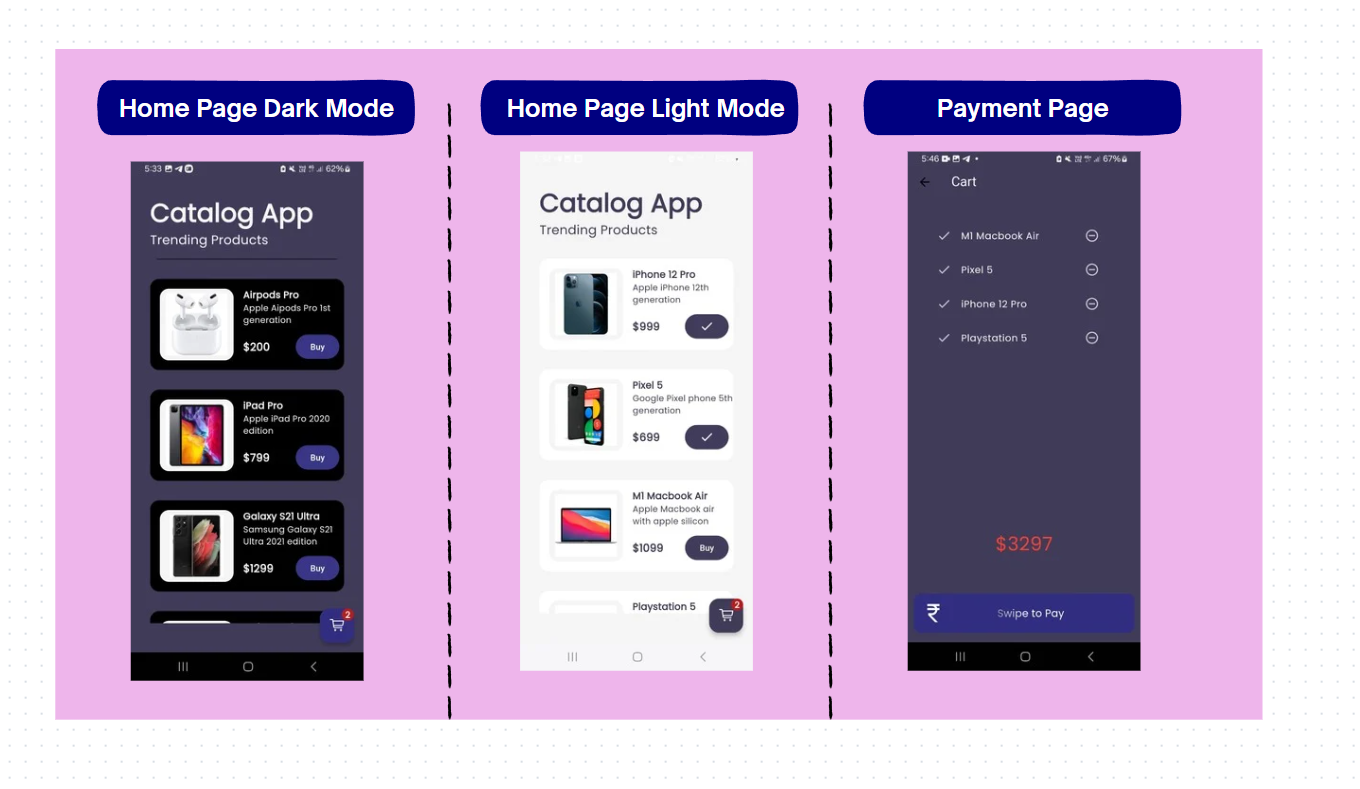 Home Page Dark Mode
5:33
62%
Catalog App
Trending Products
Airpods Pro
Apple Aipods Pro 1st
generation
$200
Buy
iPad Pro
Apple iPad Pro 2020
edition
$799
Buy
Galaxy S21 Ultra
Samsung Galaxy S21
Ultra 2021 edition
$1299
Buy
2
Home Page Light Mode
Catalog App
Trending Products
iPhone 12 Pro
Apple iPhone 12th
generation
$999
Pixel 5
Google Pixel phone 5th
generation
$699
M1 Macbook Air
Apple Macbook air
with apple silicon
$1099
Buy
Playstation 5
2
Payment Page
5:46
67%
Cart
M1 Macbook Air
Pixel 5
iPhone 12 Pro
Playstation 5
$3297
₹
Swipe to Pay